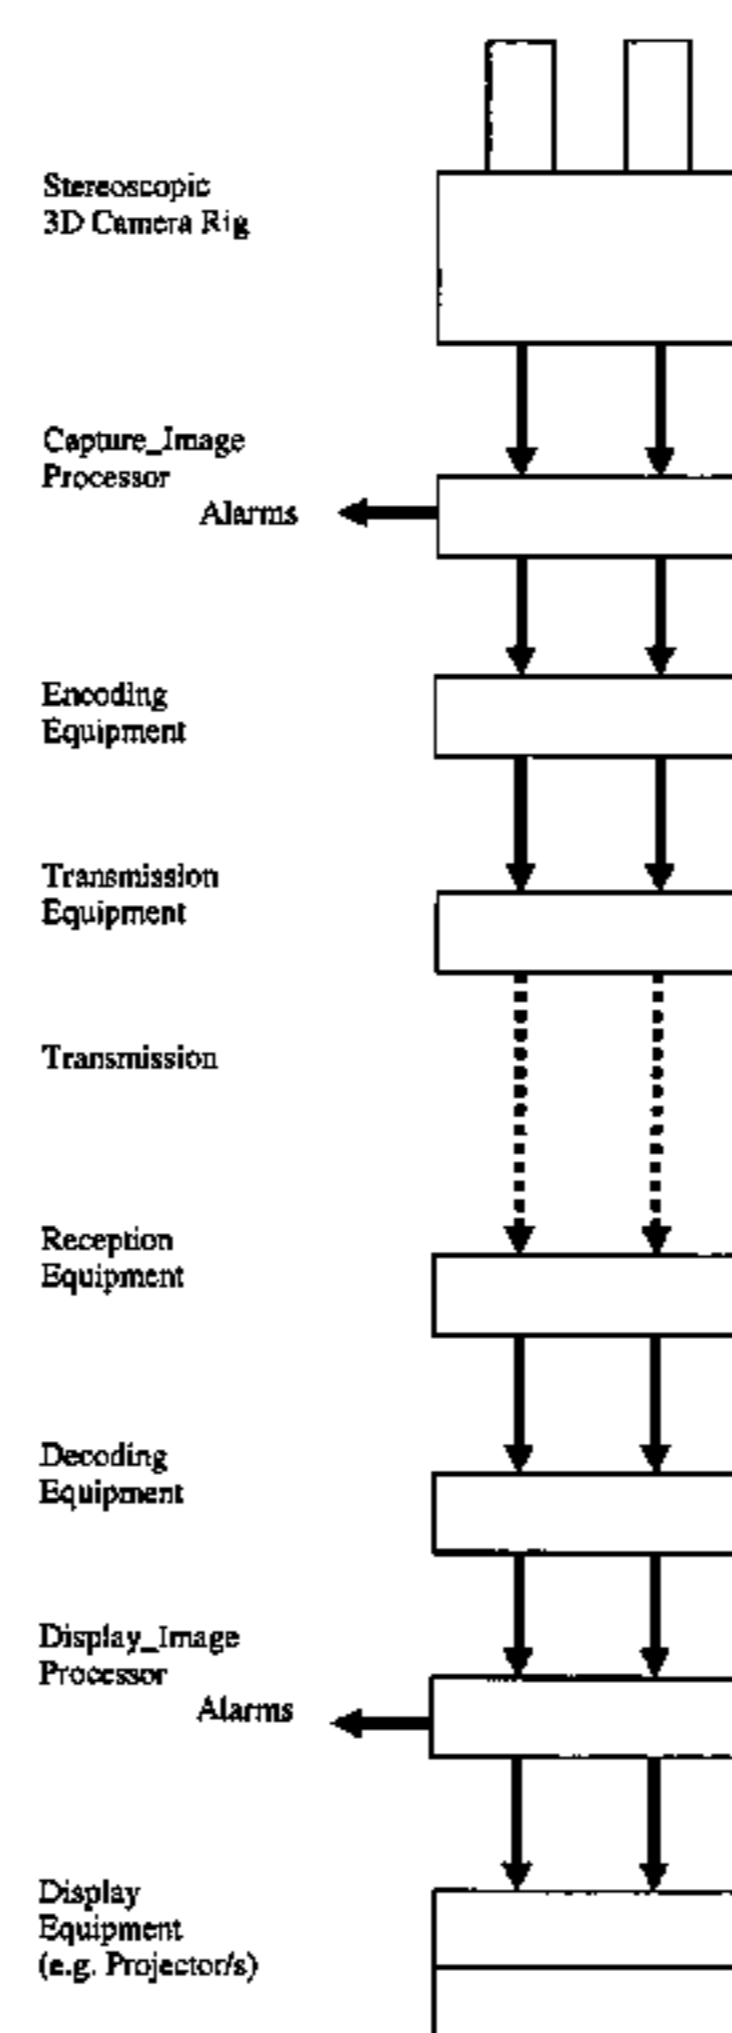 Stereoscopic
3D Camera Rig
Capture_Image
Processor
Alarms
Encoding
Equipment
Transmission
Equipment
Transmission
Reception
Equipment
Decoding
Equipment
Display_Image
Processor
Alarms
Display
Equipment
(e.g. Projector/s)